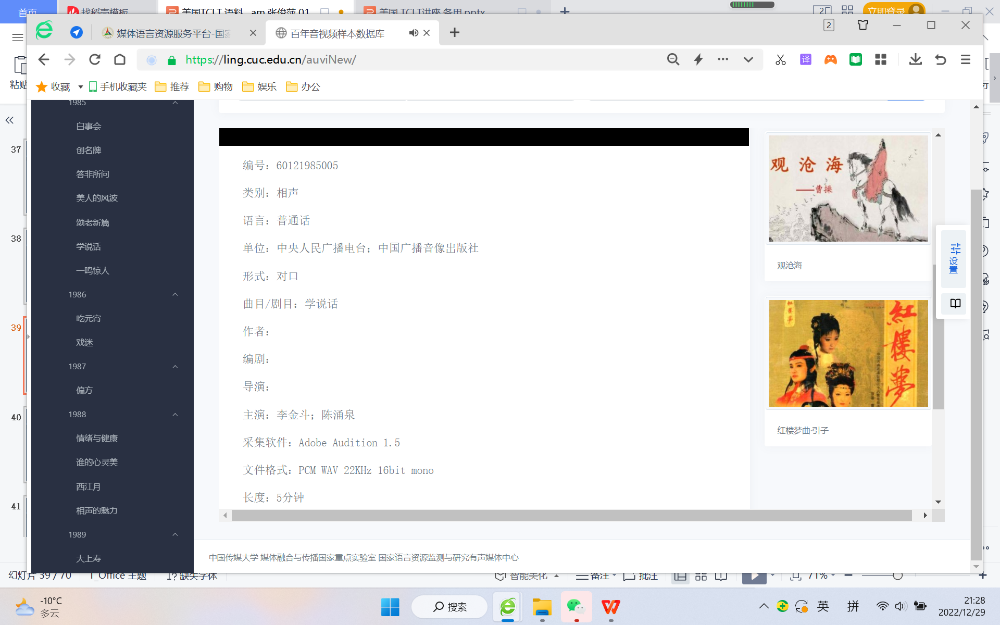 首页
找稻壳模板
美国TCLT 语料...am 张俊萍 01
美国 TCLT讲座 备用.pptx
立即登录
媒体语言资源服务平台-国家
百年音视频样本数据库
2
https://ling.cuc.edu.cn/auviNew/
译
粘贴
收藏
手机收藏夹
推荐
购物
娱乐
办公
37
38
39
40
41
1985
白事会
创名牌
答非所问
美人的风波
颂老新篇
学说话
一鸣惊人
1986
吃元宵
戏迷
1987
偏方
1988
情绪与健康
谁的心灵美
西江月
相声的魅力
1989
大上寿
编号：60121985005
类别：相声
语言：普通话
单位：中央人民广播电台；中国广播音像出版社
形式：对口
曲目/剧目：学说话
作者：
编剧：
导演：
主演：李金斗；陈涌泉
采集软件：Adobe Audition 1.5
文件格式：PCM WAV 22KHz 16bit mono
长度：5分钟
观沧海
——曹操
观沧海
红楼梦
红楼梦曲·引子
设置
中国传媒大学 媒体融合与传播国家重点实验室 国家语言资源监测与研究有声媒体中心
幻灯片 39 / 70
1_Office 主题
缺失字体
智能美化
备注
批注
71%
-10°C
多云
搜索
英
拼
21:28
2022/12/29